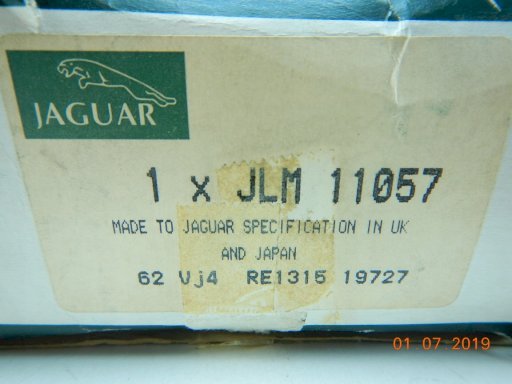 JAGUAR
1 x JLM 11057
MADE TO JAGUAR SPECIFICATION IN UK
AND JAPAN
62 Vj4 RE1315 19727
01 07 2019